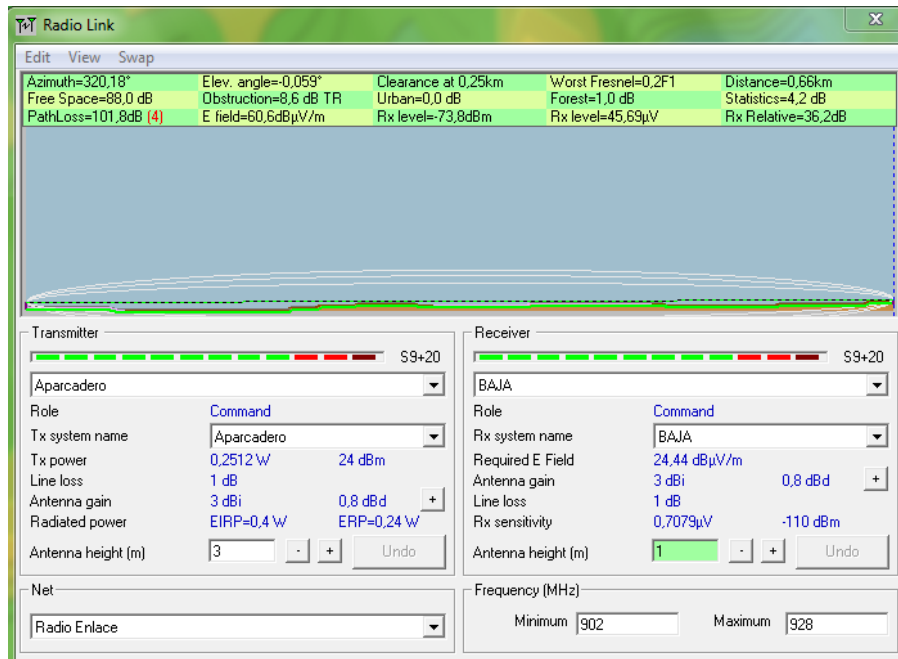 Radio Link
Edit View Swap
Azimuth=320,18° Elev. angle=-0,059° Clearance at 0,25km Worst Fresnel=0,2F1 Distance=0,66km
Free Space=88,0 dB Obstruction=8,6 dB TR Urban=0,0 dB Forest=1,0 dB Statistics=4,2 dB
PathLoss=101,8dB (4) E field=60,6dBµV/m Rx level=-73,8dBm Rx level=45,69µV Rx Relative=36,2dB
Transmitter
S9+20
Aparcadero
Role Command
Tx system name Aparcadero
Tx power 0,2512 W 24 dBm
Line loss 1 dB
Antenna gain 3 dBi 0,8 dBd +
Radiated power EIRP=0,4 W ERP=0,24 W
Antenna height (m) 3 - + Undo
Receiver
S9+20
BAJA
Role Command
Rx system name BAJA
Required E Field 24,44 dBµV/m
Antenna gain 3 dBi 0,8 dBd +
Line loss 1 dB
Rx sensitivity 0,7079µV -110 dBm
Antenna height (m) 1 - + Undo
Net
Radio Enlace
Frequency (MHz)
Minimum 902 Maximum 928